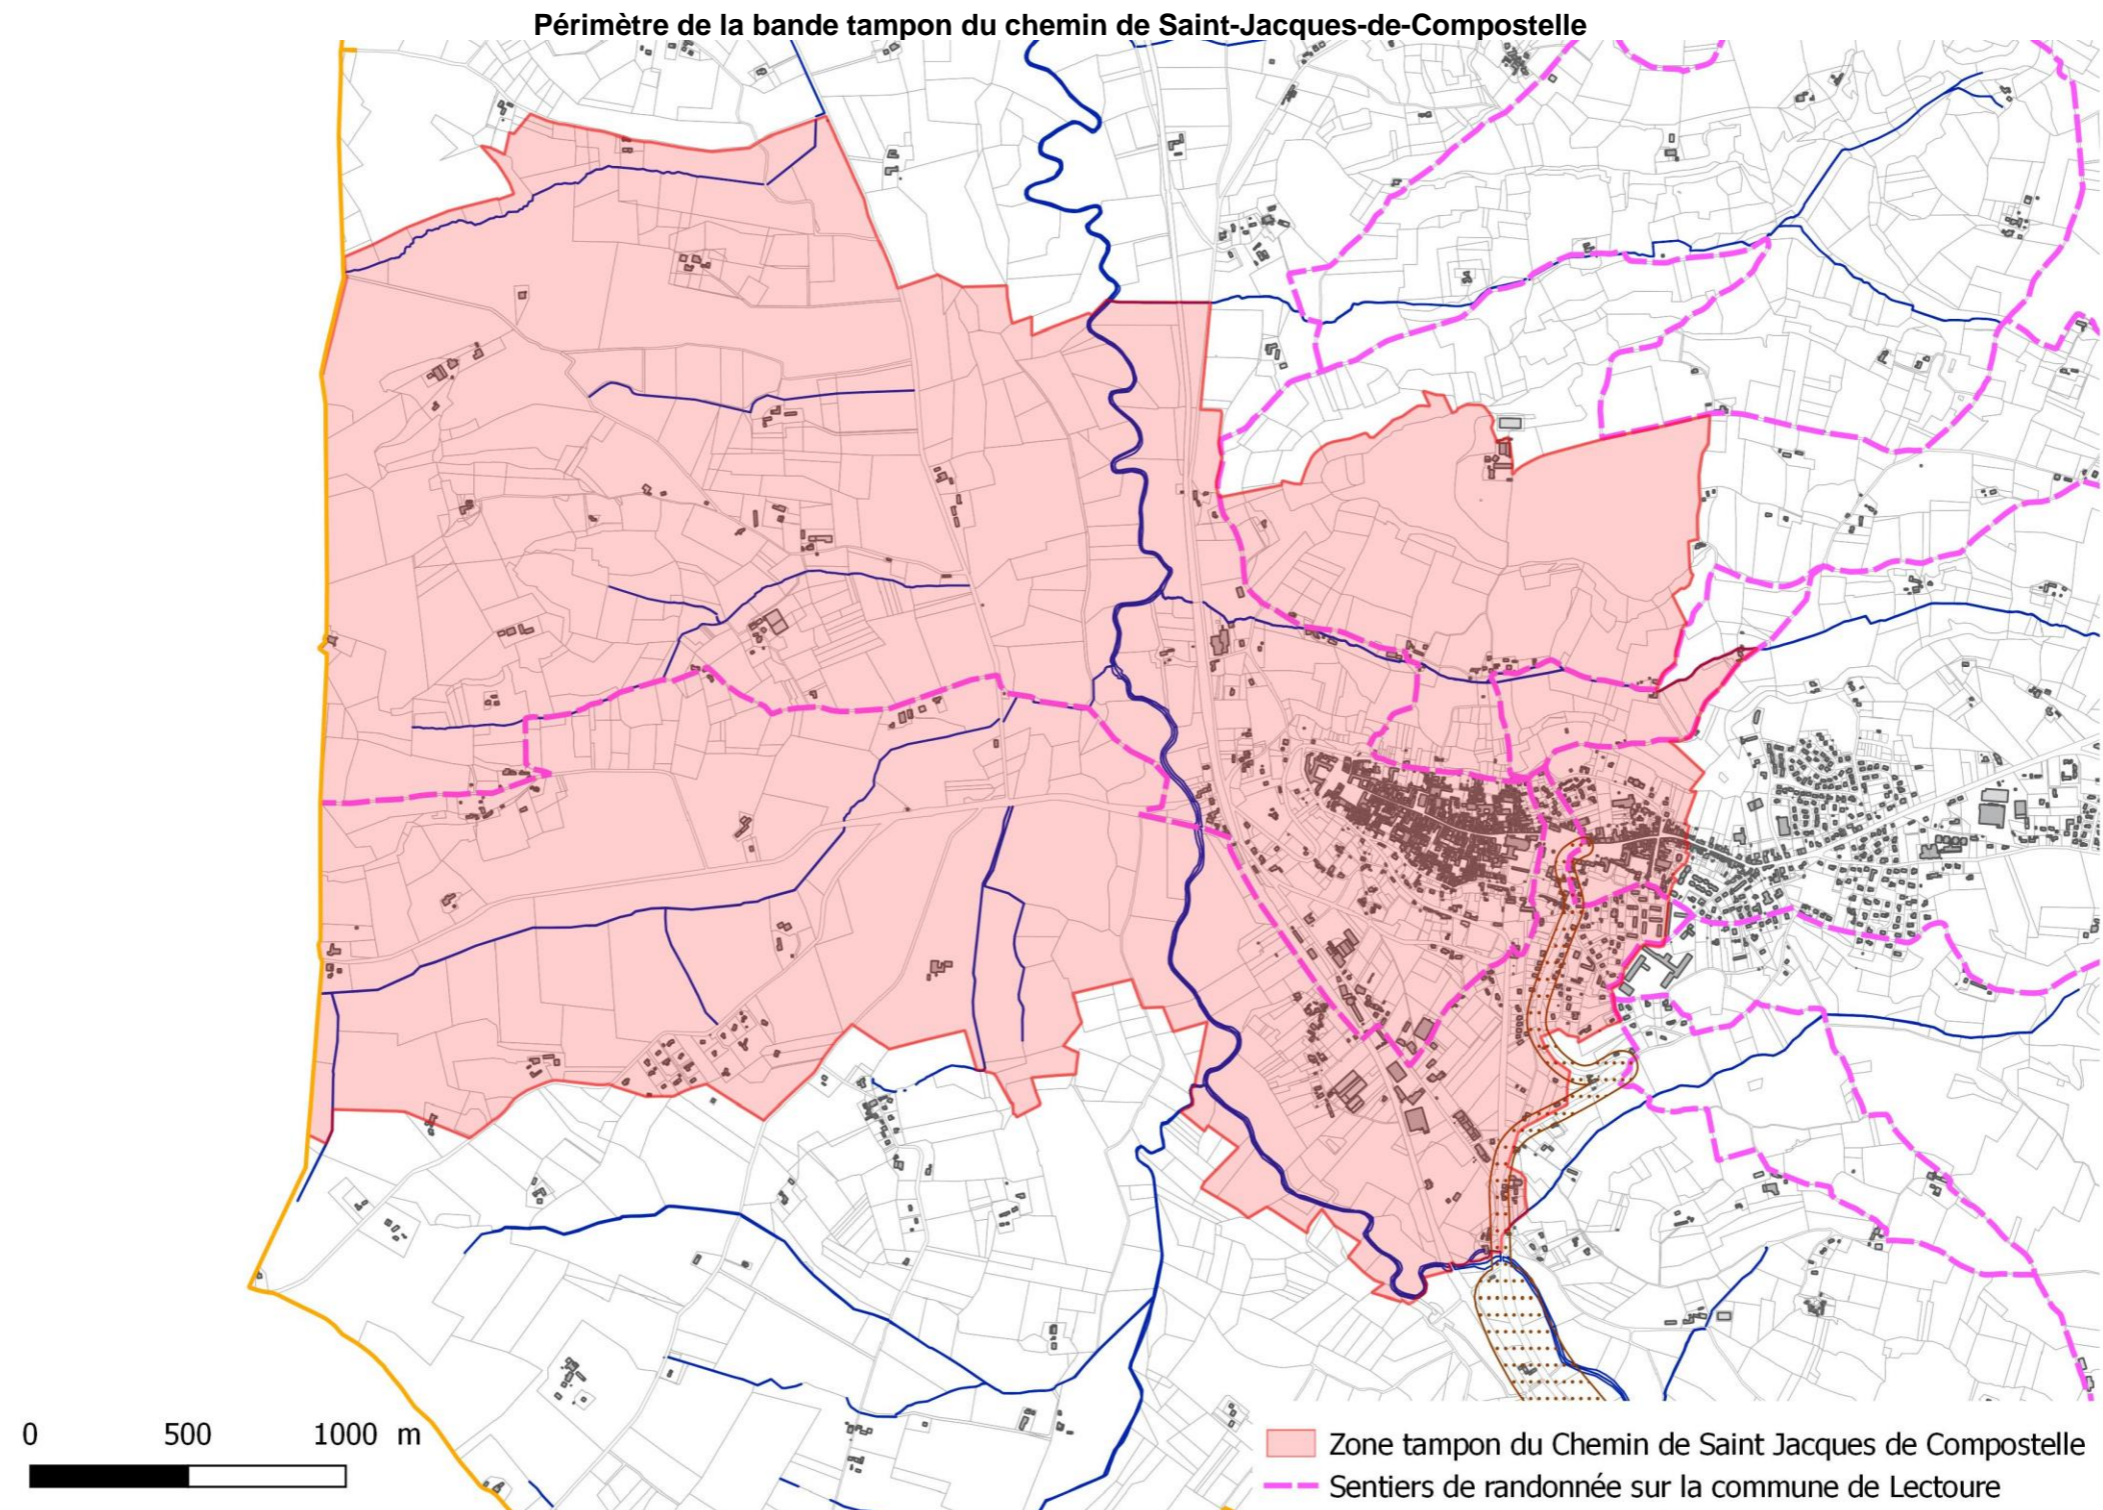 Périmètre de la bande tampon du chemin de Saint-Jacques-de-Compostelle
0 500 1000 m
Zone tampon du Chemin de Saint Jacques de Compostelle
Sentiers de randonnée sur la commune de Lectoure